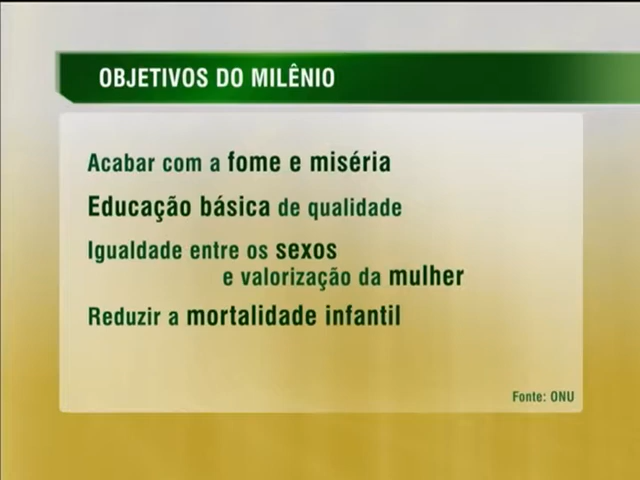 OBJETIVOS DO MILÊNIO
Acabar com a fome e miséria
Educação básica de qualidade
Igualdade entre os sexos
e valorização da mulher
Reduzir a mortalidade infantil
Fonte: ONU